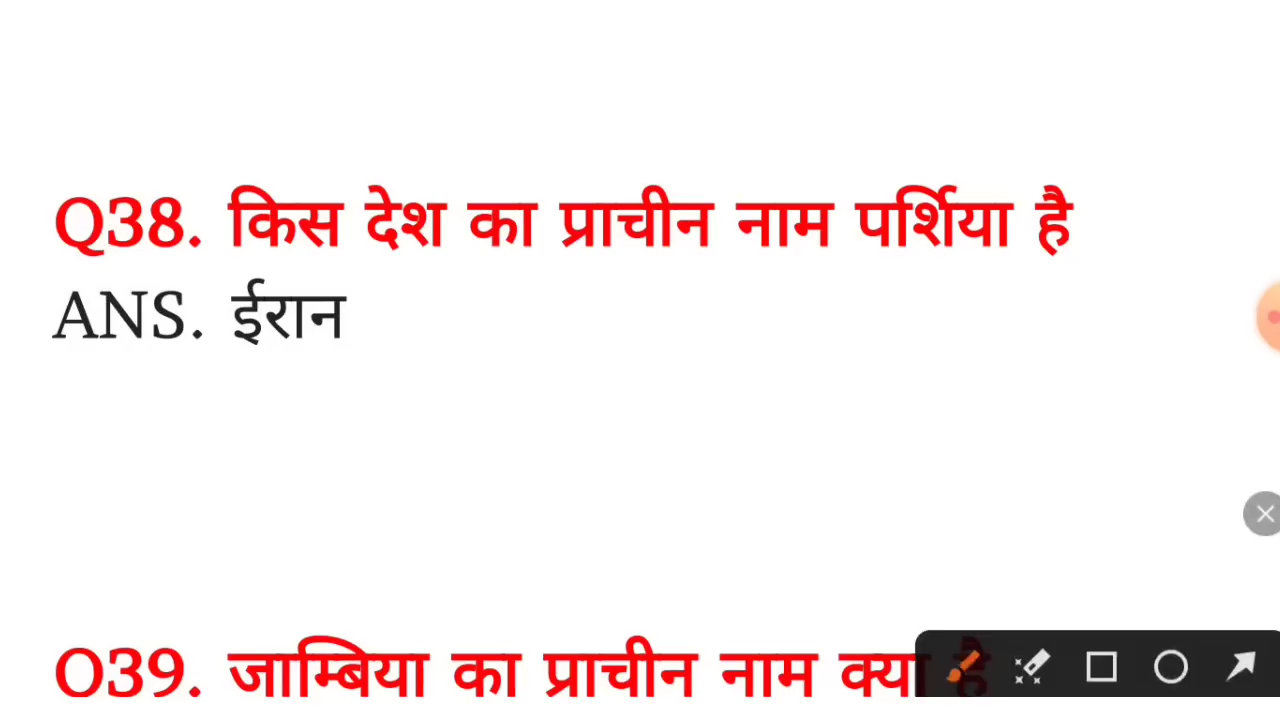 Q38. किस देश का प्राचीन नाम पर्शिया है
ANS. ईरान
Q39. जाम्बिया का प्राचीन नाम क्या है